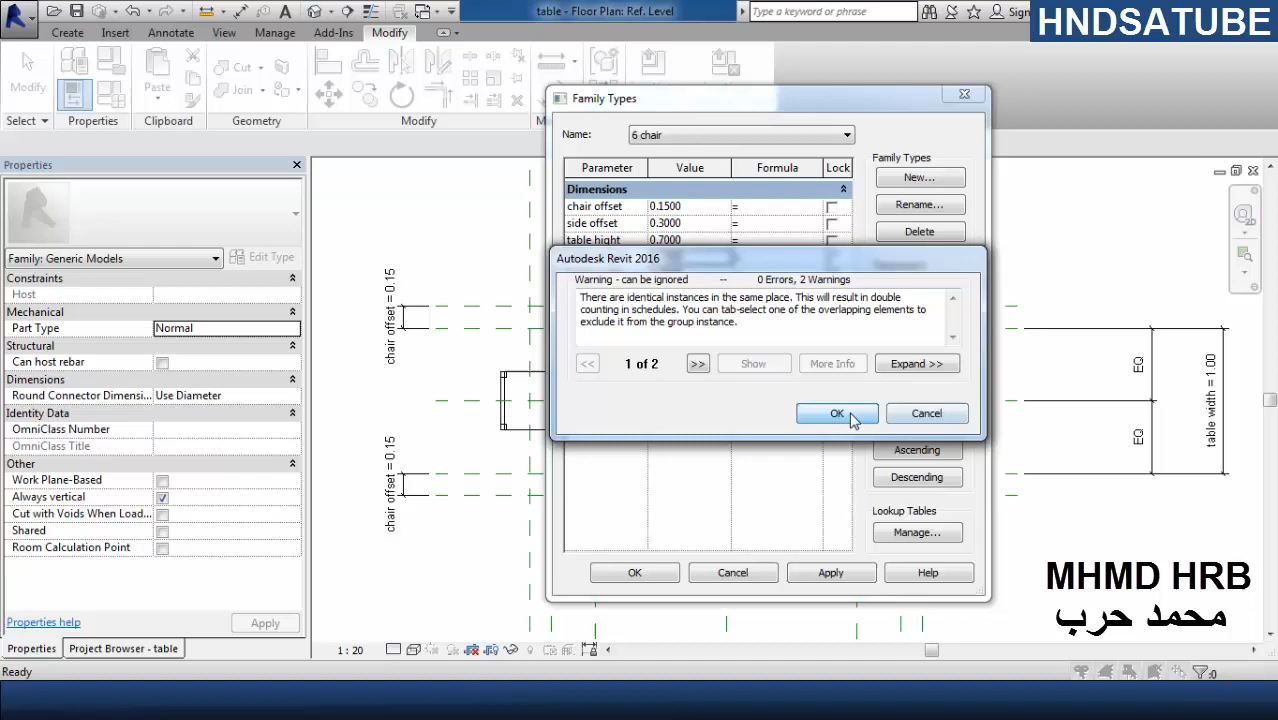 table - Floor Plan: Ref. Level
Type a keyword or phrase
Sign
HNDSATUBE
Create
Insert
Annotate
View
Manage
Add-Ins
Modify
Modify
Paste
Cut
Join
Select
Properties
Clipboard
Geometry
Modify
Properties
Family: Generic Models
Edit Type
Constraints
Host
Mechanical
Part Type
Normal
Structural
Can host rebar
Dimensions
Round Connector Dimensi...
Use Diameter
Identity Data
OmniClass Number
OmniClass Title
Other
Work Plane-Based
Always vertical
Cut with Voids When Load...
Shared
Room Calculation Point
Properties help
Apply
Properties
Project Browser - table
Ready
chair offset = 0.15
chair offset = 0.15
Family Types
Name:
6 chair
Parameter
Value
Formula
Lock
Dimensions
chair offset
0.1500
=
side offset
0.3000
=
table hight
0.7000
=
Family Types
New...
Rename...
Delete
Autodesk Revit 2016
Warning - can be ignored -- 0 Errors, 2 Warnings
There are identical instances in the same place. This will result in double
counting in schedules. You can tab-select one of the overlapping elements to
exclude it from the group instance.
<<
1 of 2
>>
Show
More Info
Expand >>
OK
Cancel
Ascending
Descending
Lookup Tables
Manage...
OK
Cancel
Apply
Help
EQ
EQ
table width = 1.00
2D
1 : 20
:0
MHMD HRB
محمد حرب